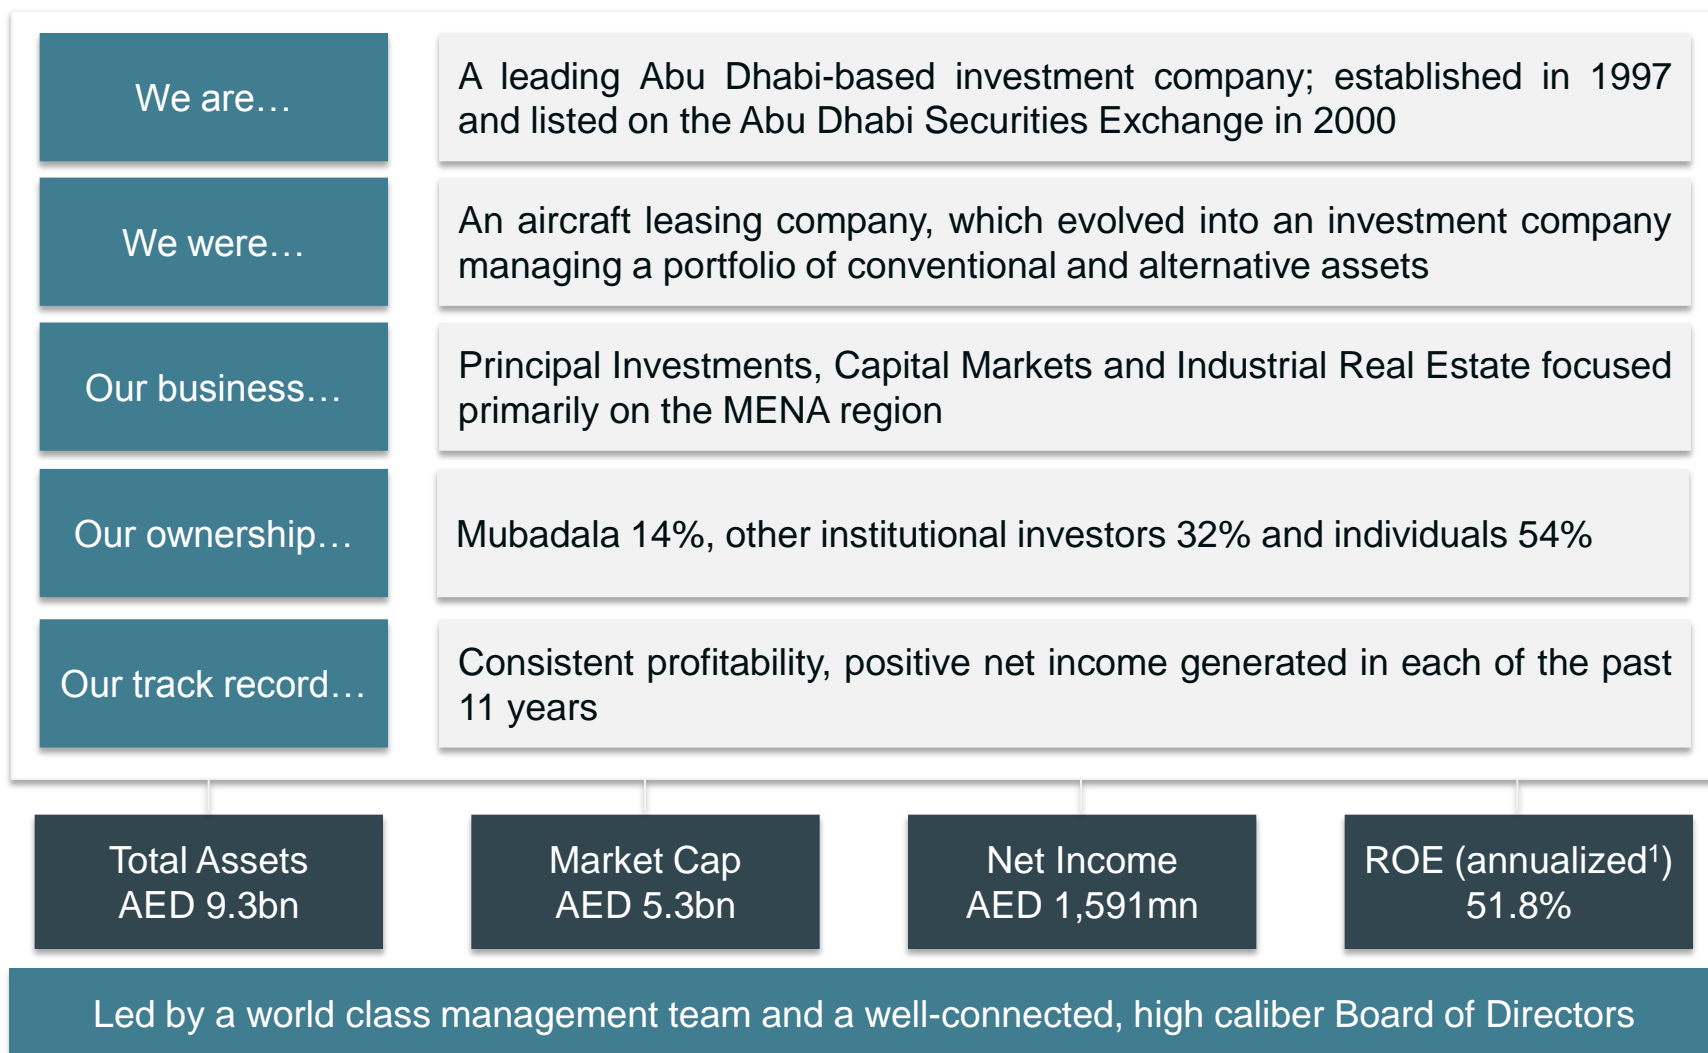 We are…
A leading Abu Dhabi-based investment company; established in 1997
and listed on the Abu Dhabi Securities Exchange in 2000
We were…
An aircraft leasing company, which evolved into an investment company
managing a portfolio of conventional and alternative assets
Our business…
Principal Investments, Capital Markets and Industrial Real Estate focused
primarily on the MENA region
Our ownership…
Mubadala 14%, other institutional investors 32% and individuals 54%
Our track record…
Consistent profitability, positive net income generated in each of the past
11 years
Total Assets
AED 9.3bn
Market Cap
AED 5.3bn
Net Income
AED 1,591mn
ROE (annualized¹)
51.8%
Led by a world class management team and a well-connected, high caliber Board of Directors